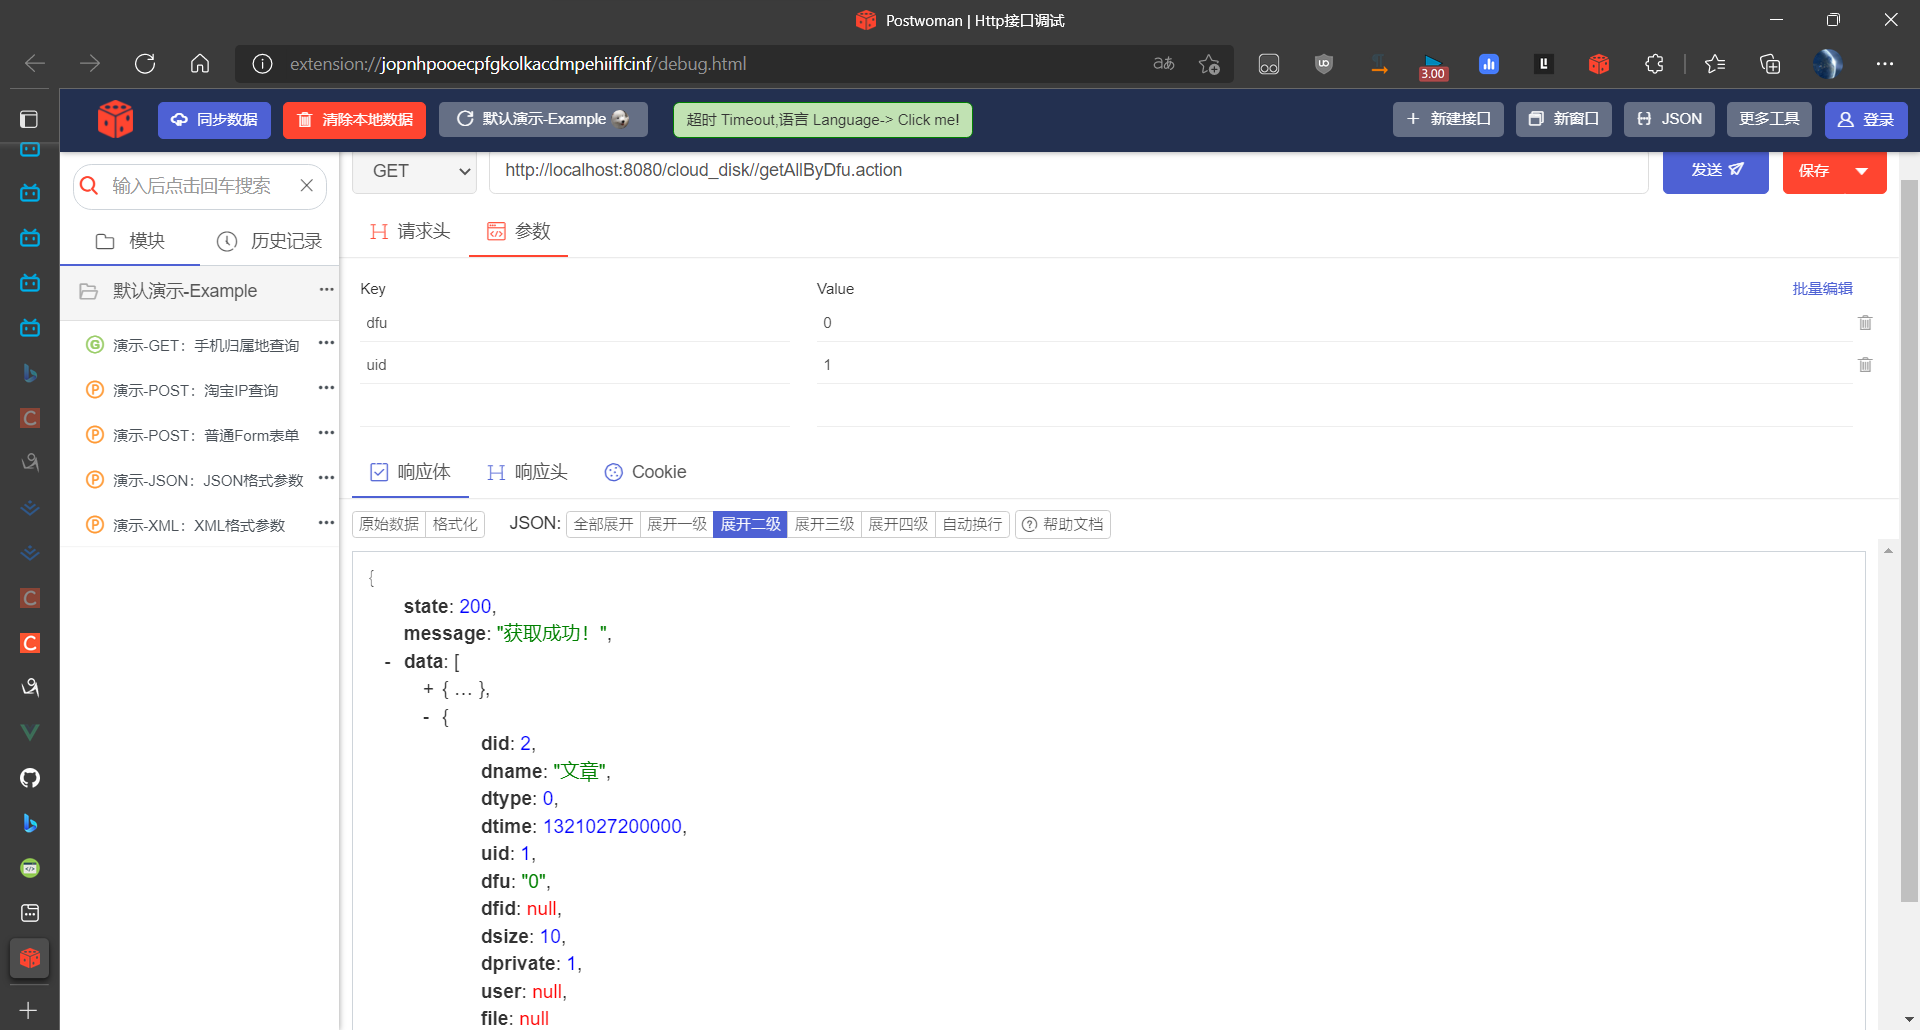 Postwoman | Http接口调试
extension://jopnhpooecpfgkolkacdmpehiiffcinf/debug.html
aあ
3.00
同步数据
清除本地数据
默认演示-Example
超时 Timeout,语言 Language-> Click me!
新建接口
新窗口
JSON
更多工具
登录
输入后点击回车搜索
GET
http://localhost:8080/cloud_disk//getAllByDfu.action
发送
保存
模块
历史记录
请求头
参数
默认演示-Example
Key
Value
批量编辑
dfu
0
G 演示-GET：手机归属地查询
uid
1
P 演示-POST：淘宝IP查询
P 演示-POST：普通Form表单
P 演示-JSON：JSON格式参数
P 演示-XML：XML格式参数
响应体
响应头
Cookie
原始数据
格式化
JSON:
全部展开
展开一级
展开二级
展开三级
展开四级
自动换行
帮助文档
{
state: 200,
message: "获取成功！",
- data: [
+ { ... },
- {
did: 2,
dname: "文章",
dtype: 0,
dtime: 1321027200000,
uid: 1,
dfu: "0",
dfid: null,
dsize: 10,
dprivate: 1,
user: null,
file: null